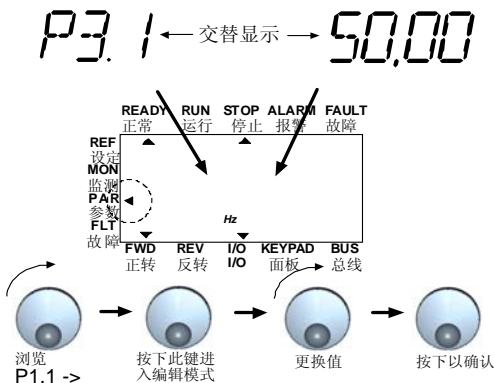 P3.1 ← 交替显示 → 50.00
READY RUN STOP ALARM FAULT
正常 运行 停止 报警 故障
REF
设定
MON
监测
PAR
参数
FLT
故障
Hz
FWD REV I/O KEYPAD BUS
正转 反转 I/O 面板 总线
浏览
P1.1 ->
按下此键进
入编辑模式
更换值
按下以确认